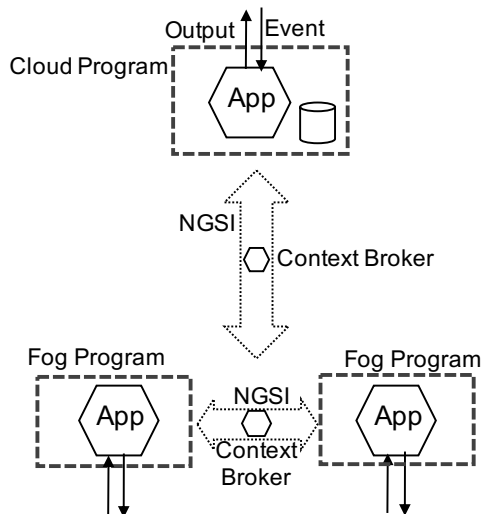 Output
Event
Cloud Program
App
NGSI
Context Broker
Fog Program
Fog Program
App
NGSI
App
Context
Broker